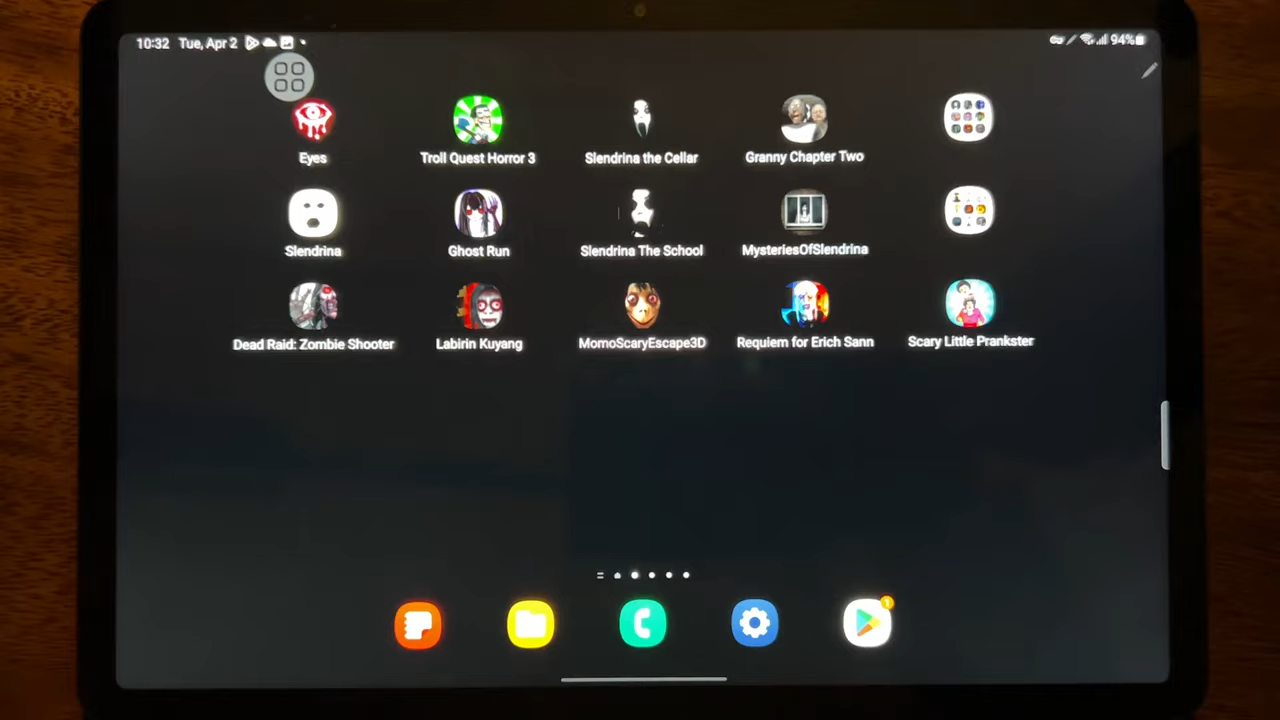 10:32 Tue, Apr 2 94%
Eyes
Troll Quest Horror 3
Slendrina the Cellar
Granny Chapter Two
Slendrina
Ghost Run
Slendrina The School
MysteriesOfSlendrina
Dead Raid: Zombie Shooter
Labirin Kuyang
MomoScaryEscape3D
Requiem for Erich Sann
Scary Little Prankster
1